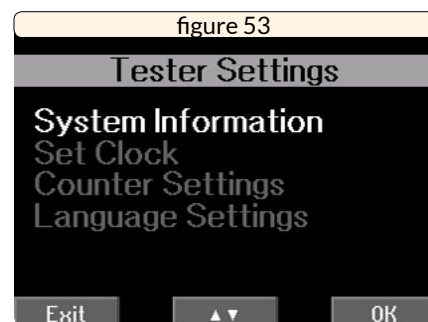 figure 53
Tester Settings
System Information
Set Clock
Counter Settings
Language Settings
Exit ▲▼ OK